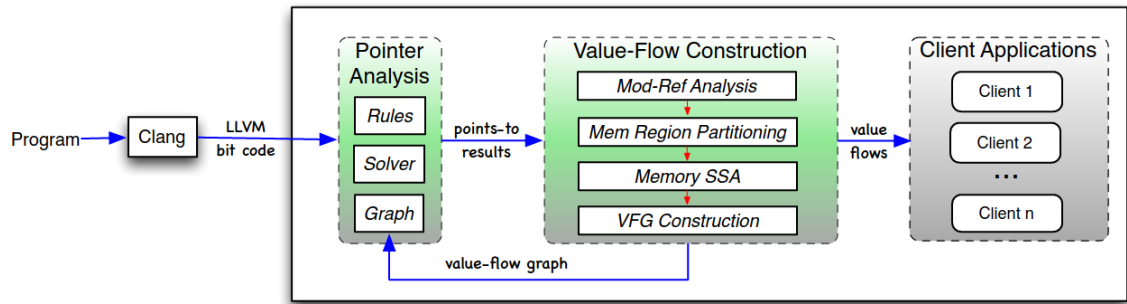 Program
Clang
LLVM
bit code
Pointer
Analysis
Rules
Solver
Graph
points-to
results
Value-Flow Construction
Mod-Ref Analysis
Mem Region Partitioning
Memory SSA
VFG Construction
value
flows
Client Applications
Client 1
Client 2
...
Client n
value-flow graph